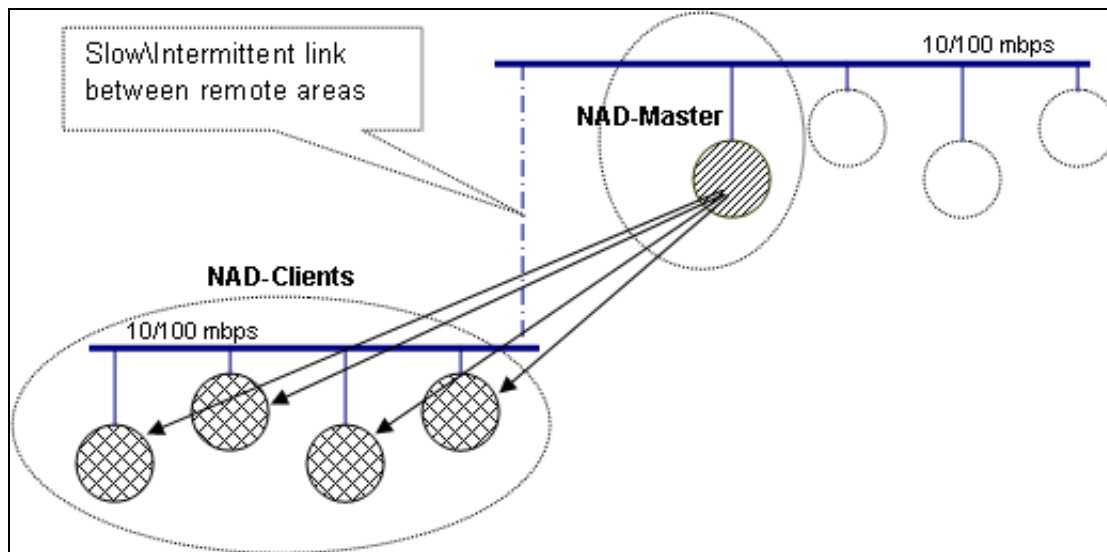 Slow\Intermittent link
between remote areas
10/100 mbps
NAD-Master
NAD-Clients
10/100 mbps